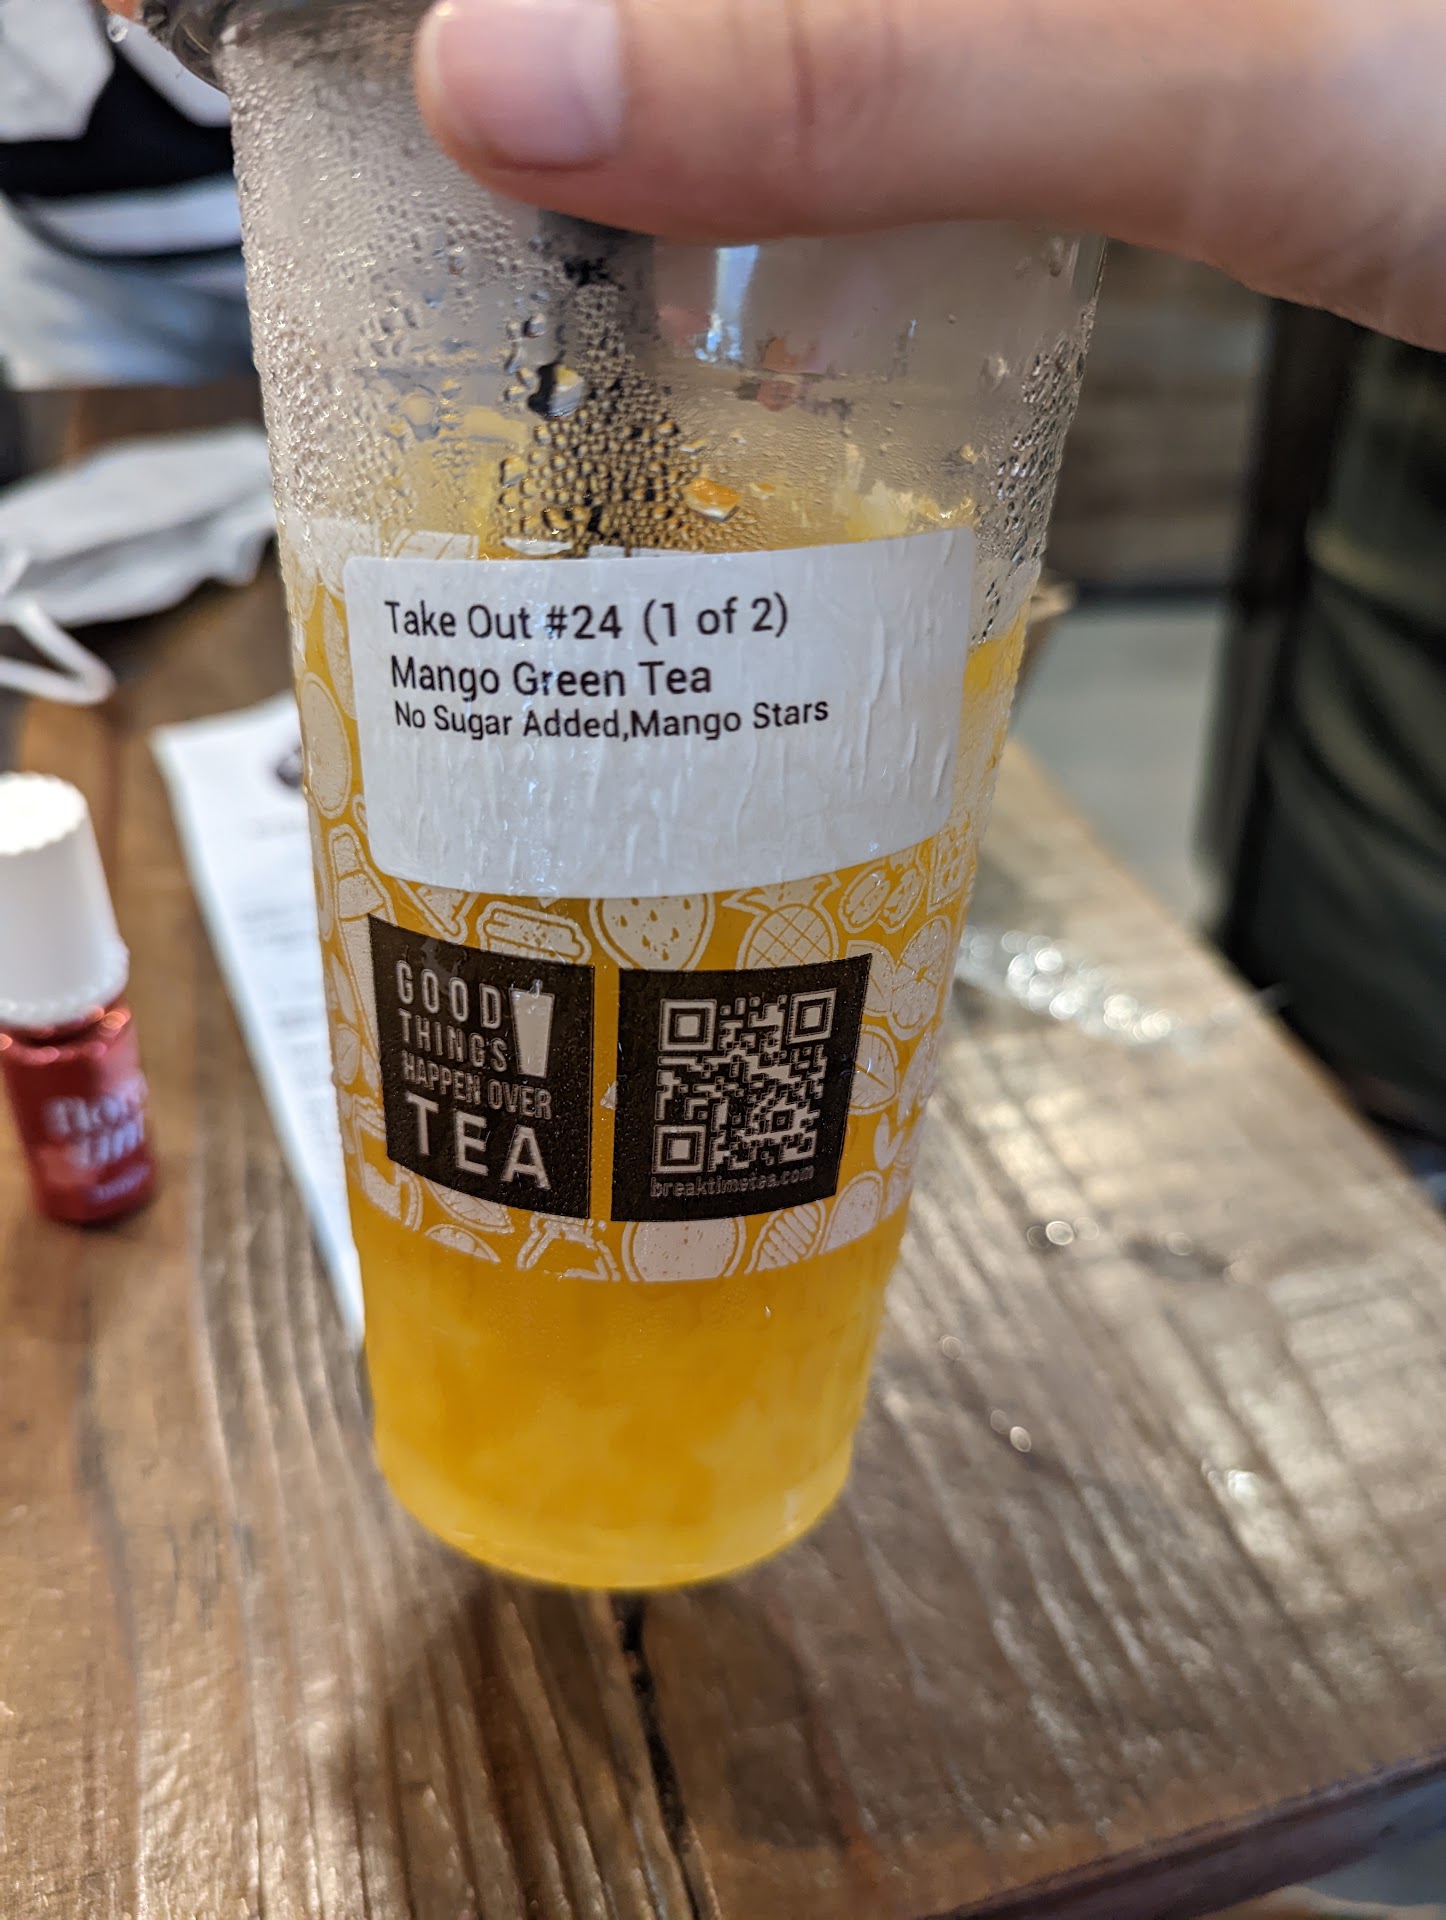 Take Out #24 (1 of 2)
Mango Green Tea
No Sugar Added,Mango Stars
GOOD
THINGS
HAPPEN OVER
TEA
breaktimetea.com